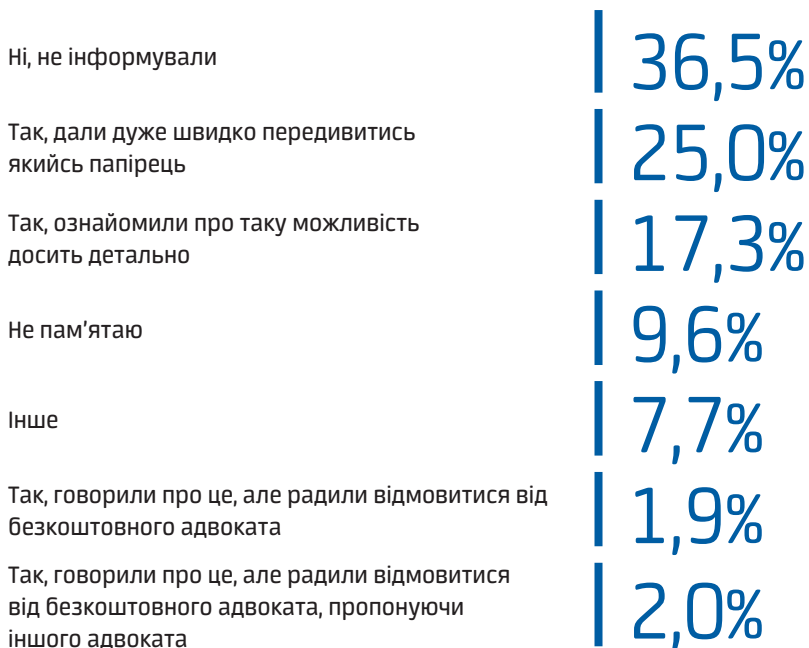 Ні, не інформували
36,5%
Так, дали дуже швидко передивитись
якийсь папірець
25,0%
Так, ознайомили про таку можливість
досить детально
17,3%
Не пам’ятаю
9,6%
Інше
7,7%
Так, говорили про це, але радили відмовитися від
безкоштовного адвоката
1,9%
Так, говорили про це, але радили відмовитися
від безкоштовного адвоката, пропонуючи
іншого адвоката
2,0%